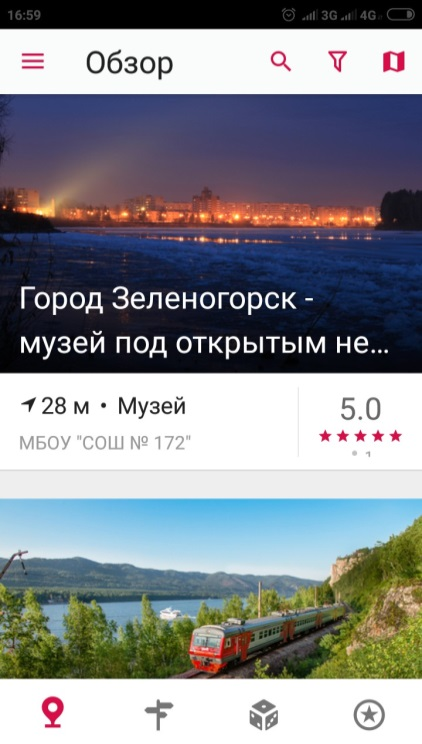 16:59
3G
4G
Обзор
Город Зеленогорск -
музей под открытым не...
28 м • Музей
5.0
МБОУ "СОШ № 172"
1